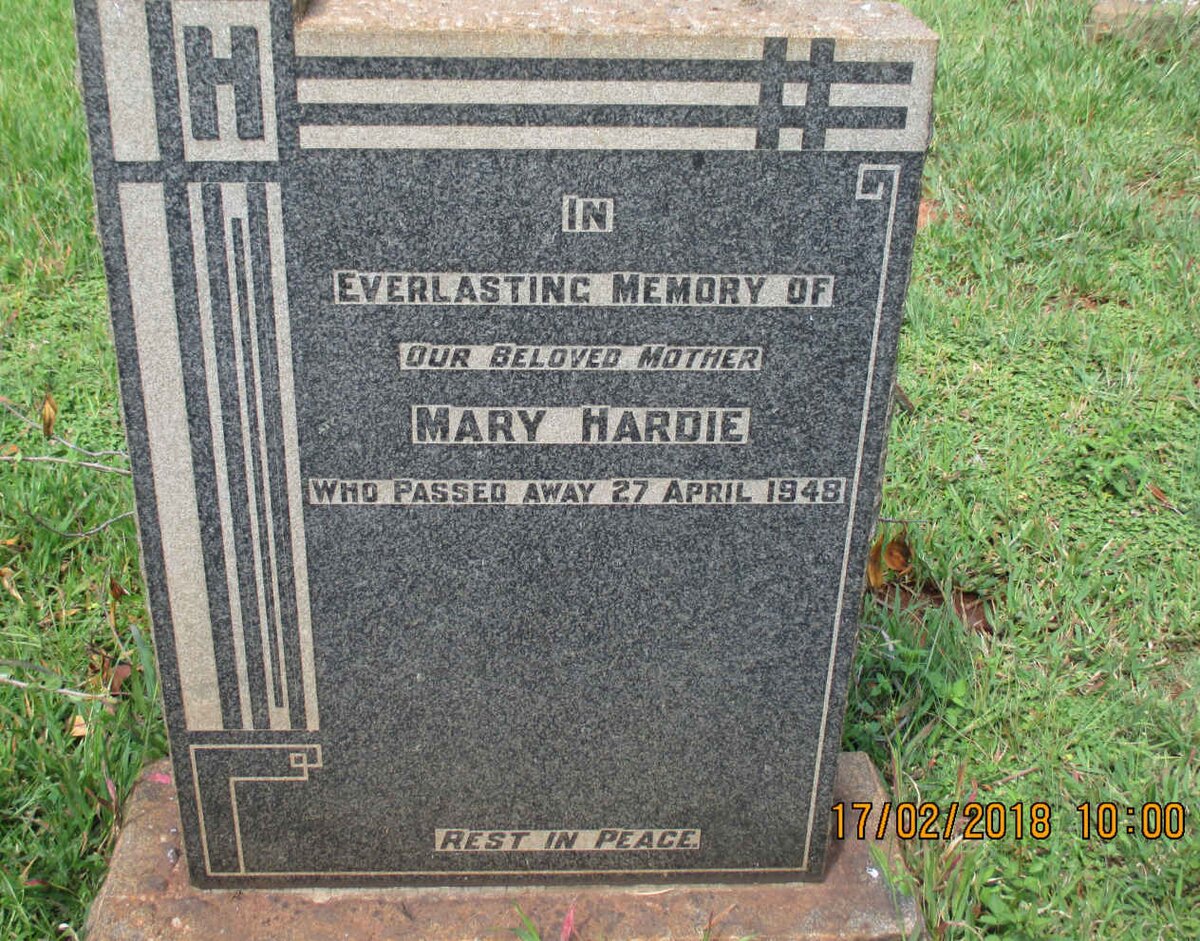 H
IN
EVERLASTING MEMORY OF
OUR BELOVED MOTHER
MARY HARDIE
WHO PASSED AWAY 27 APRIL 1948
REST IN PEACE
17/02/2018 10:00